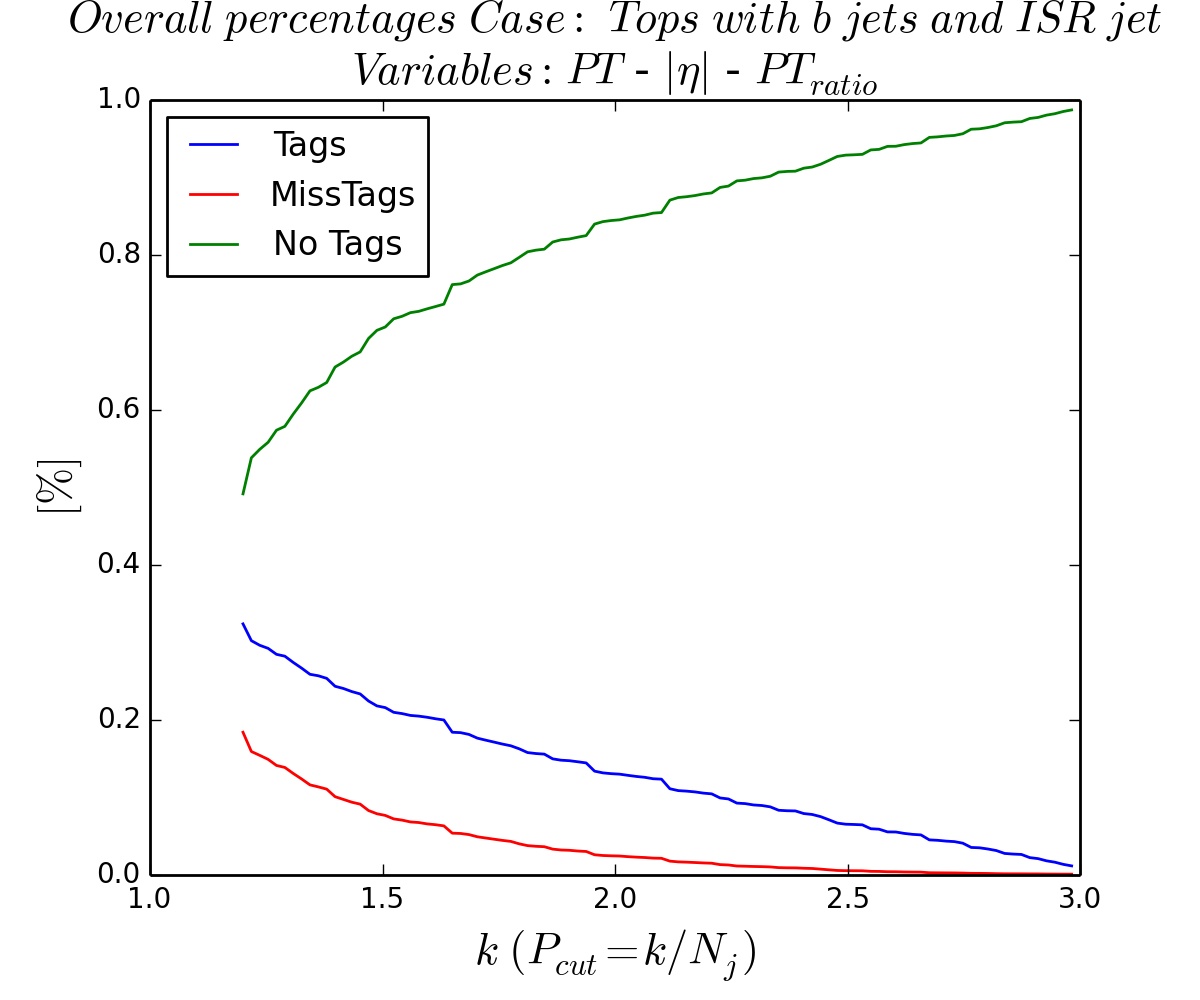 Overall percentages Case: Tops with b jets and ISR jet
Variables: PT - |η| - PT_ratio
1.0
0.8
0.6
0.4
0.2
0.0
[%]
Tags
MissTags
No Tags
1.0 1.5 2.0 2.5 3.0
k (P_cut = k/N_j)